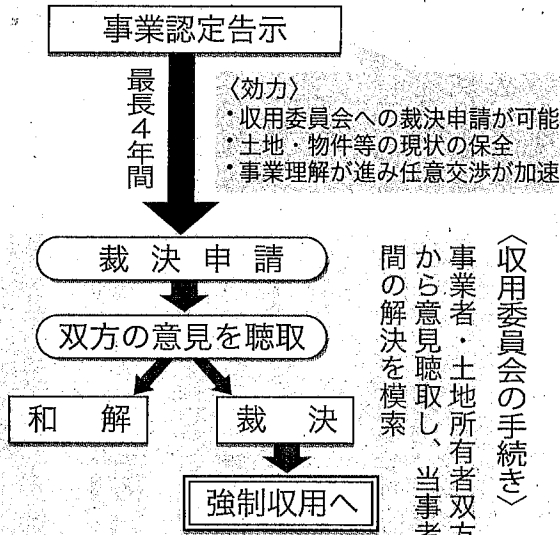 事業認定告示
最長4年間
〈効力〉
・収用委員会への裁決申請が可能
・土地・物件等の現状の保全
・事業理解が進み任意交渉が加速
裁決申請
双方の意見を聴取
和解
裁決
強制収用へ
〈収用委員会の手続き〉
事業者・土地所有者双方
から意見聴取し、当事者
間の解決を模索